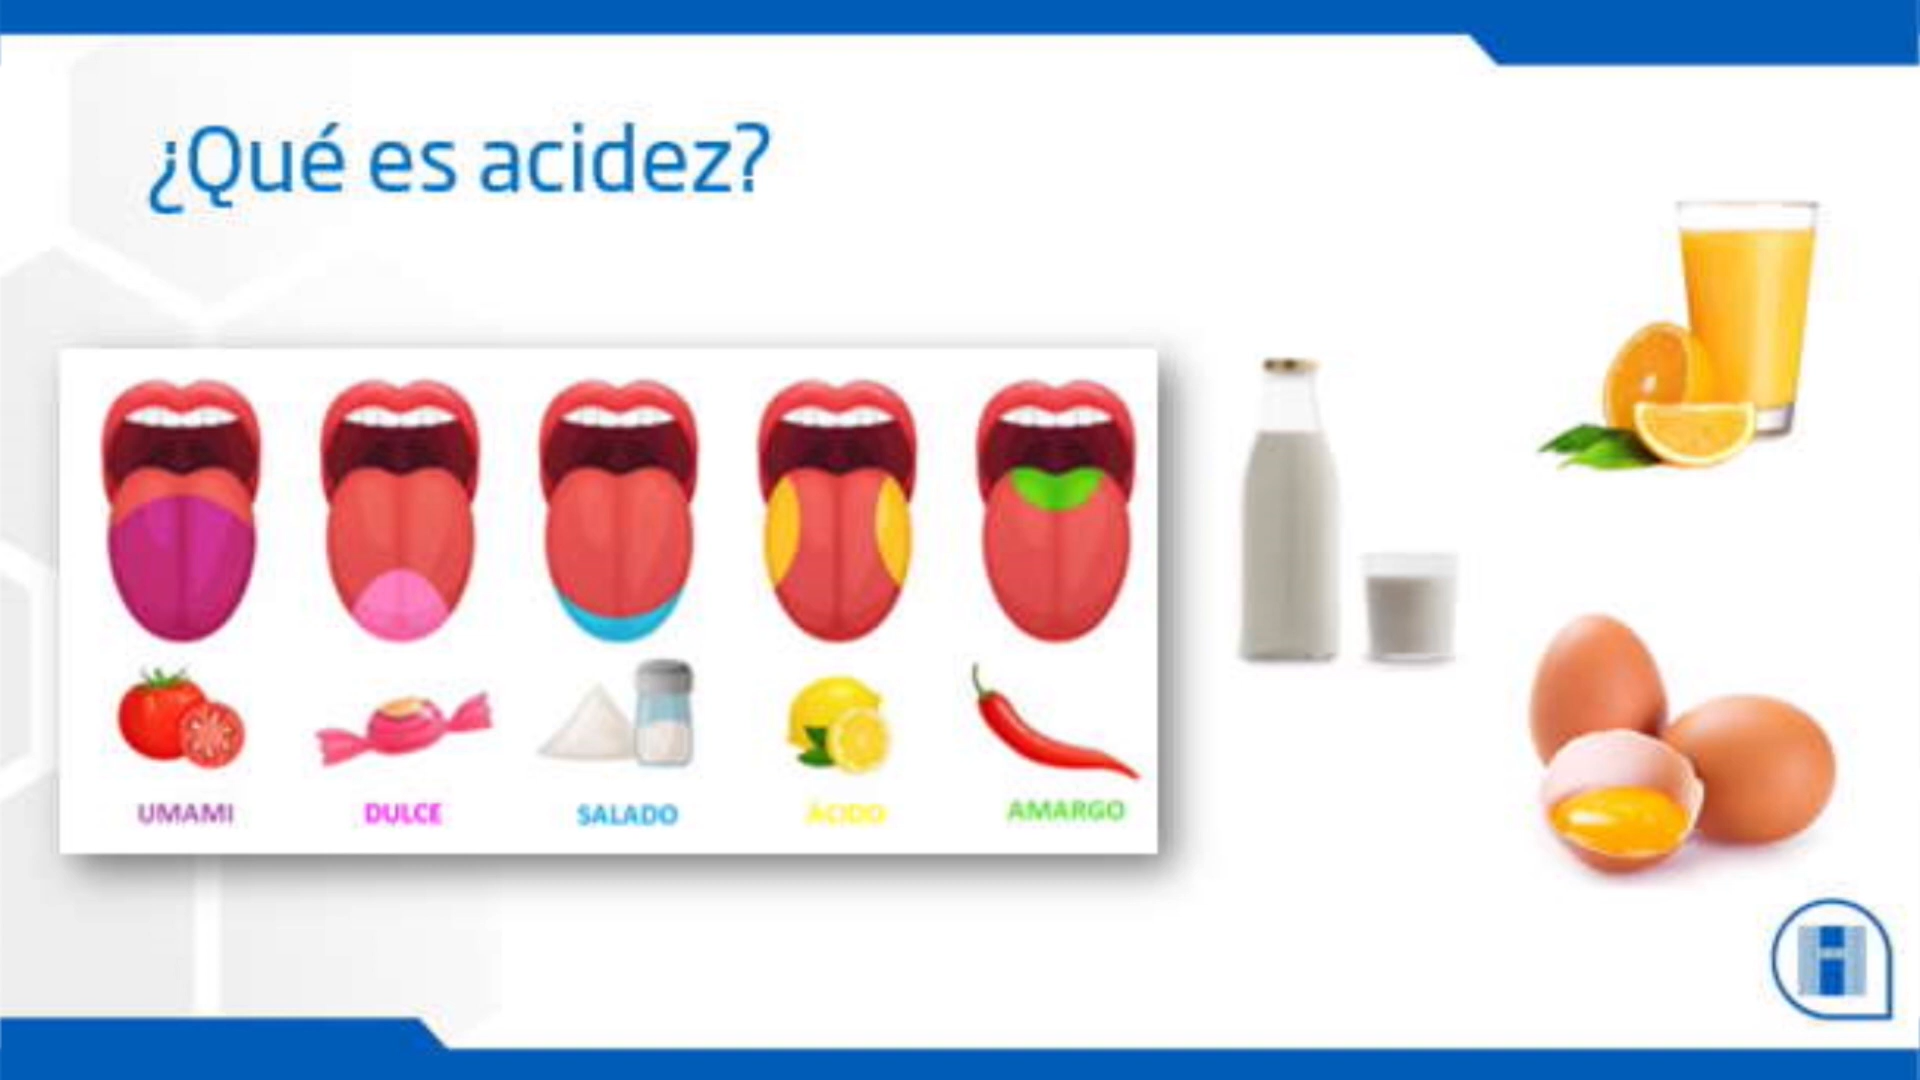 ¿Qué es acidez?
UMAMI
DULCE
SALADO
ÁCIDO
AMARGO